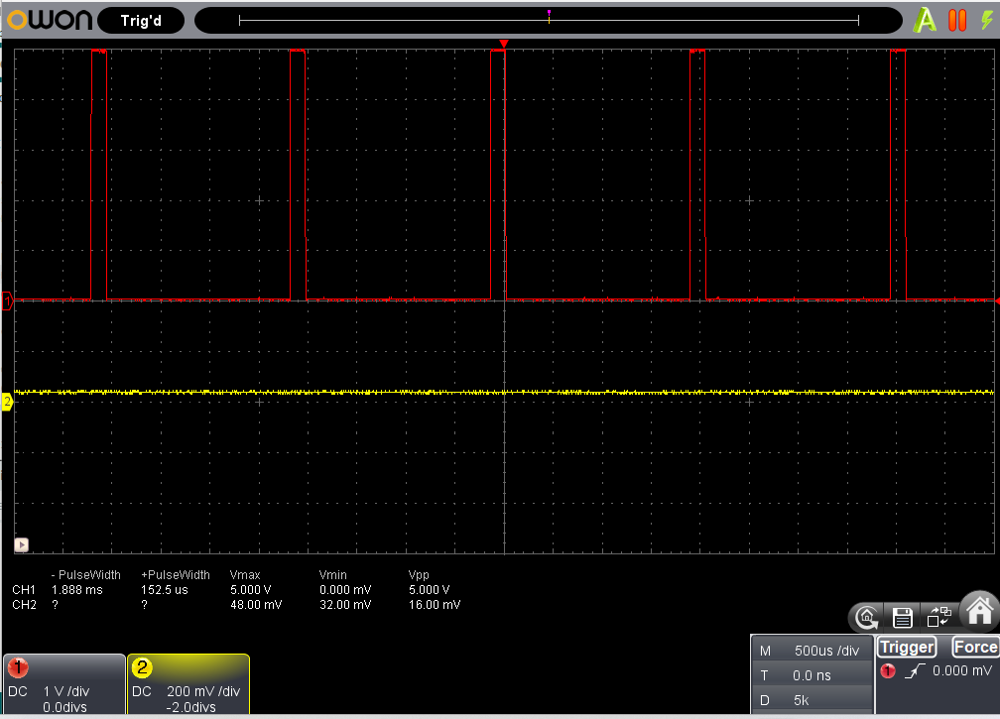 owon Trig'd
1
2
- PulseWidth +PulseWidth Vmax Vmin Vpp
CH1 1.888 ms 152.5 us 5.000 V 0.000 mV 5.000 V
CH2 ? ? 48.00 mV 32.00 mV 16.00 mV
1 2
DC 1 V /div DC 200 mV /div
0.0divs -2.0divs
M 500us /div
T 0.0 ns
D 5k
Trigger Force
1 0.000 mV